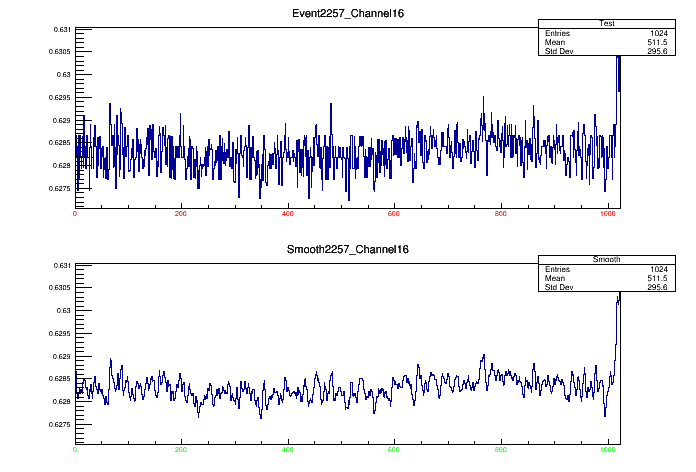 Event2257_Channel16
Test
Entries 1024
Mean 511.5
Std Dev 295.6
0.631
0.6305
0.63
0.6295
0.629
0.6285
0.628
0.6275
0 200 400 600 800 1000
Smooth2257_Channel16
Smooth
Entries 1024
Mean 511.5
Std Dev 295.6
0.631
0.6305
0.63
0.6295
0.629
0.6285
0.628
0.6275
0 200 400 600 800 1000